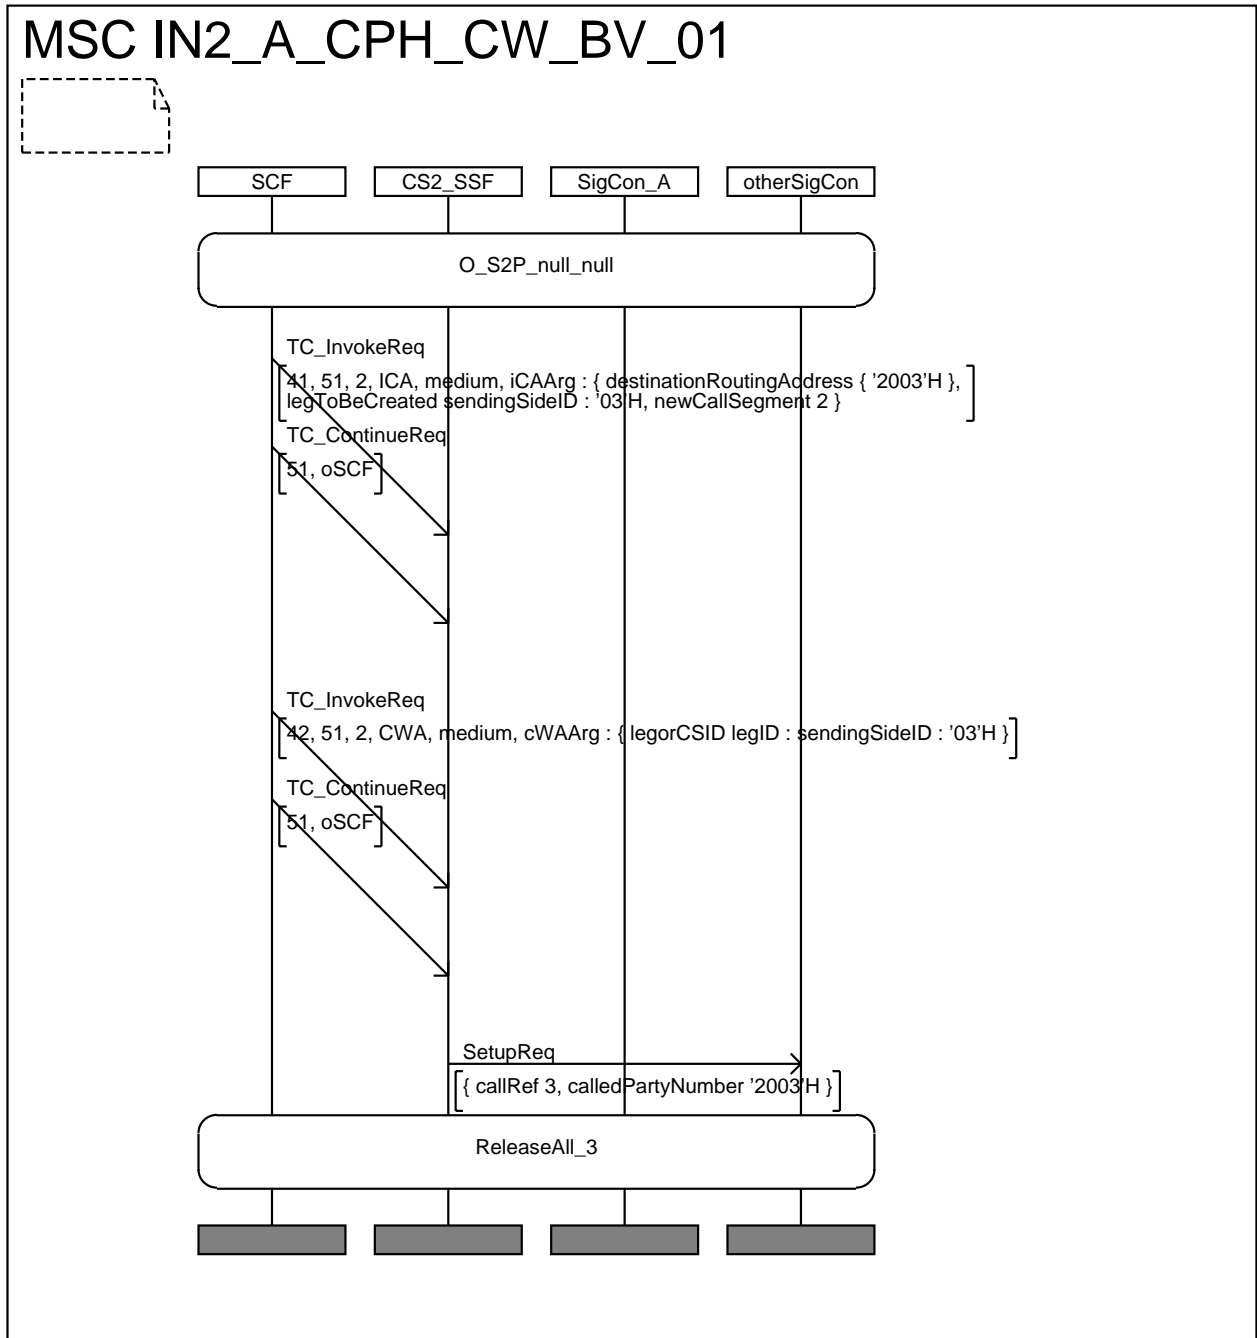 MSC IN2_A_CPH_CW_BV_01
SCF CS2_SSF SigCon_A otherSigCon
O_S2P_null_null
TC_InvokeReq
41, 51, 2, ICA, medium, iCAArg : { destinationRoutingAddress { '2003'H },
legToBeCreated sendingSideID : '03'H, newCallSegment 2 }
TC_ContinueReq
51, oSCF
TC_InvokeReq
42, 51, 2, CWA, medium, cWAArg : { legorCSID legID : sendingSideID : '03'H }
TC_ContinueReq
51, oSCF
SetupReq
{ callRef 3, calledPartyNumber '2003'H }
ReleaseAll_3